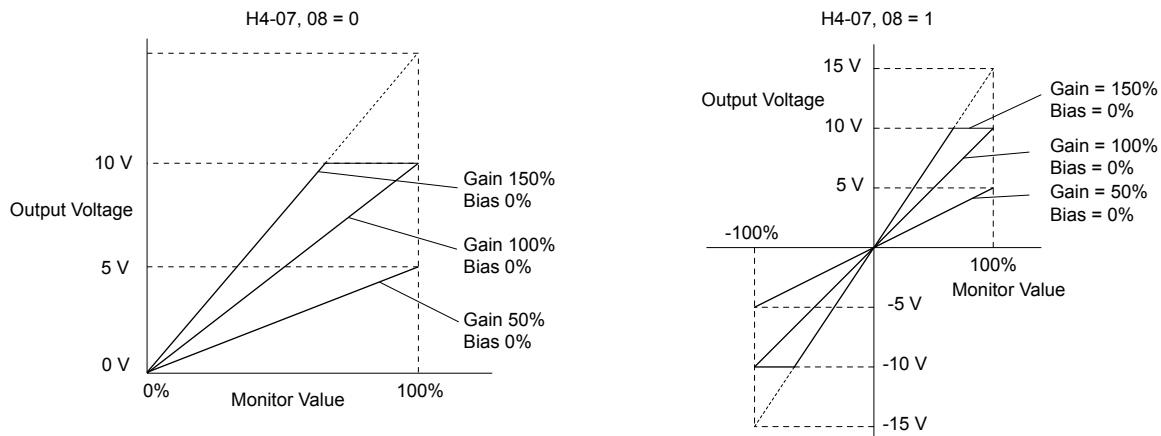 H4-07, 08 = 0
10 V
Gain 150%
Bias 0%
Output Voltage
Gain 100%
Bias 0%
5 V
Gain 50%
Bias 0%
0 V
0%
100%
Monitor Value
H4-07, 08 = 1
15 V
Gain = 150%
Bias = 0%
Output Voltage
10 V
Gain = 100%
Bias = 0%
5 V
Gain = 50%
Bias = 0%
-100%
100%
Monitor Value
-5 V
-10 V
-15 V